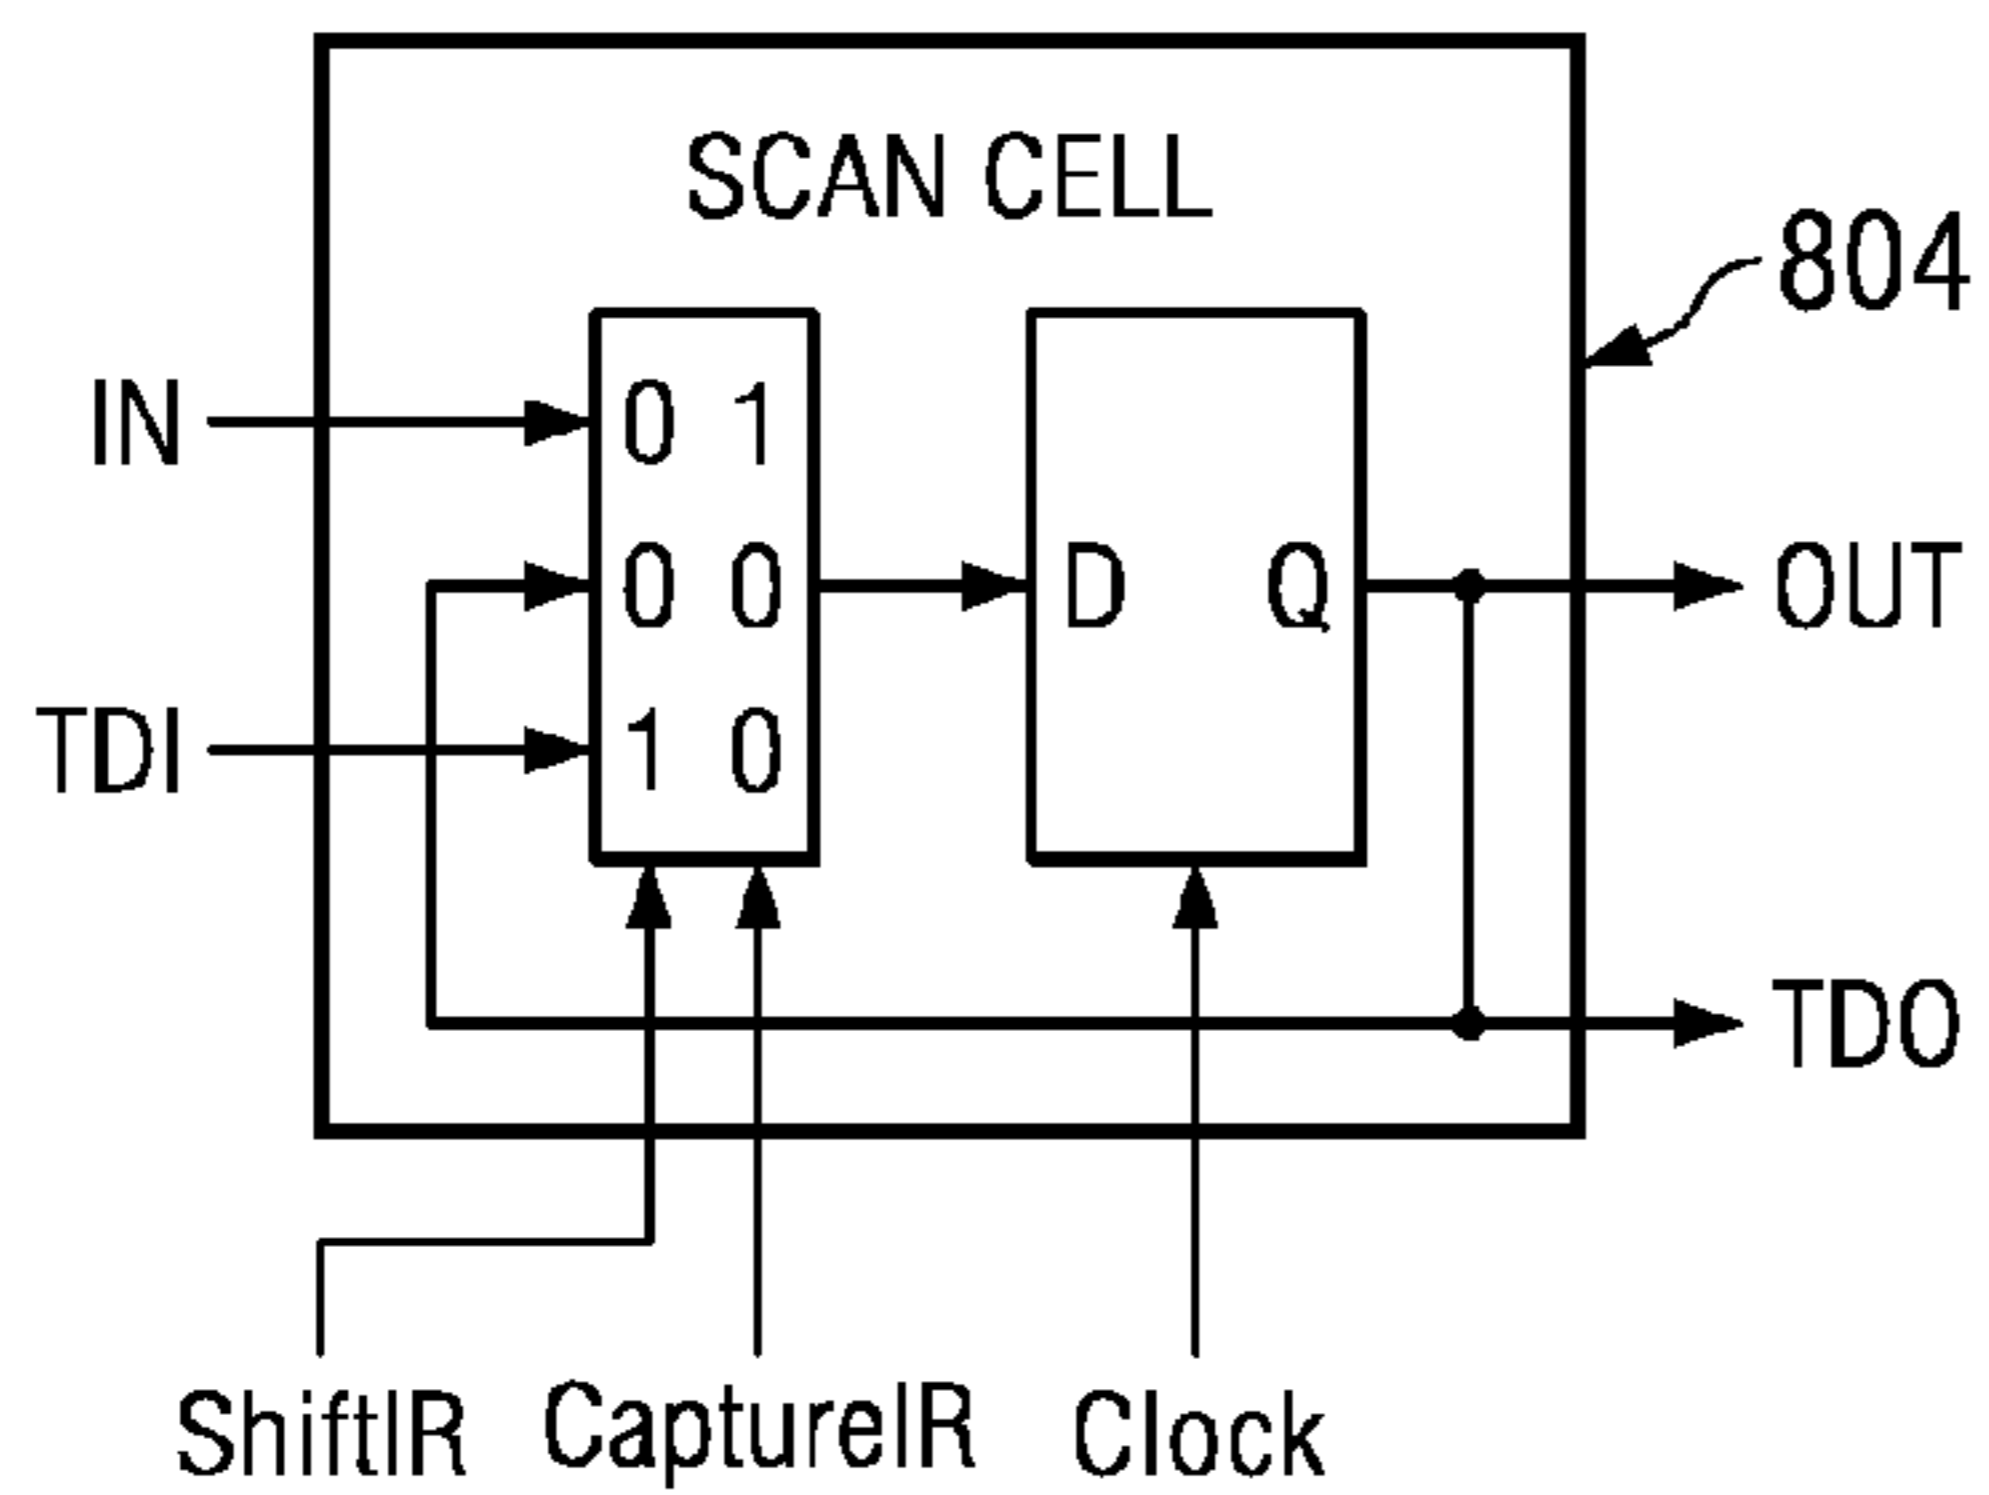 SCAN CELL
804
IN
0 1
0 0
D Q
OUT
TDI
1 0
TDO
ShiftIR CaptureIR Clock